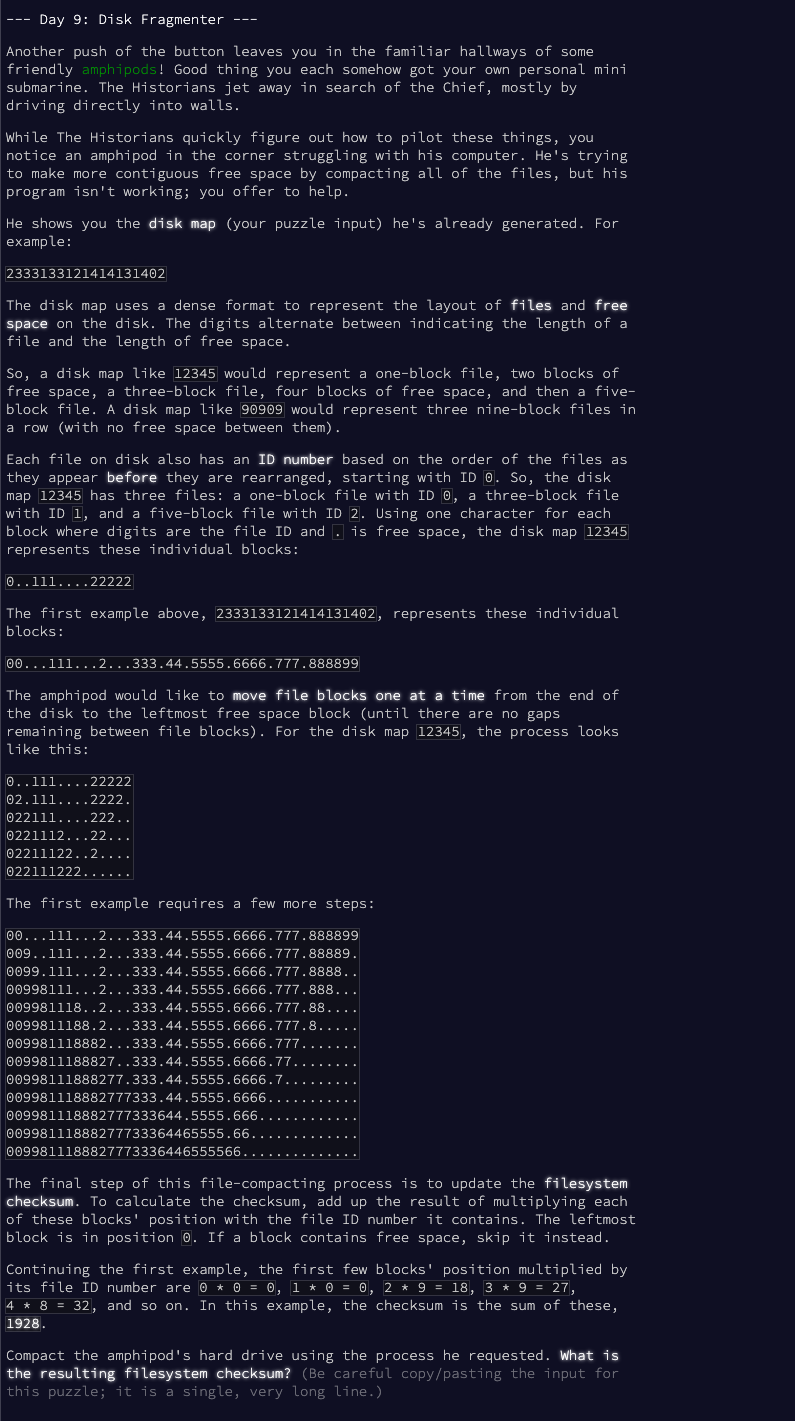 --- Day 9: Disk Fragmenter ---
Another push of the button leaves you in the familiar hallways of some
friendly amphipods! Good thing you each somehow got your own personal mini
submarine. The Historians jet away in search of the Chief, mostly by
driving directly into walls.
While The Historians quickly figure out how to pilot these things, you
notice an amphipod in the corner struggling with his computer. He's trying
to make more contiguous free space by compacting all of the files, but his
program isn't working; you offer to help.
He shows you the disk map (your puzzle input) he's already generated. For
example:
2333133121414131402
The disk map uses a dense format to represent the layout of files and free
space on the disk. The digits alternate between indicating the length of a
file and the length of free space.
So, a disk map like 12345 would represent a one-block file, two blocks of
free space, a three-block file, four blocks of free space, and then a five-
block file. A disk map like 90909 would represent three nine-block files in
a row (with no free space between them).
Each file on disk also has an ID number based on the order of the files as
they appear before they are rearranged, starting with ID 0. So, the disk
map 12345 has three files: a one-block file with ID 0, a three-block file
with ID 1, and a five-block file with ID 2. Using one character for each
block where digits are the file ID and . is free space, the disk map 12345
represents these individual blocks:
0..111....22222
The first example above, 2333133121414131402, represents these individual
blocks:
00...111...2...333.44.5555.6666.777.888899
The amphipod would like to move file blocks one at a time from the end of
the disk to the leftmost free space block (until there are no gaps
remaining between file blocks). For the disk map 12345, the process looks
like this:
0..111....22222
02.111....2222.
022111....222..
0221112...22...
02211122..2....
022111222......
The first example requires a few more steps:
00...111...2...333.44.5555.6666.777.888899
009..111...2...333.44.5555.6666.777.88889.
0099.111...2...333.44.5555.6666.777.8888..
00998111...2...333.44.5555.6666.777.888...
009981118..2...333.44.5555.6666.777.88....
0099811188.2...333.44.5555.6666.777.8.....
009981118882...333.44.5555.6666.777.......
0099811188827..333.44.5555.6666.77........
00998111888277.333.44.5555.6666.7.........
009981118882777333.44.5555.6666...........
009981118882777333644.5555.666............
00998111888277733364465555.66.............
0099811188827773336446555566..............
The final step of this file-compacting process is to update the filesystem
checksum. To calculate the checksum, add up the result of multiplying each
of these blocks' position with the file ID number it contains. The leftmost
block is in position 0. If a block contains free space, skip it instead.
Continuing the first example, the first few blocks' position multiplied by
its file ID number are 0 * 0 = 0, 1 * 0 = 0, 2 * 9 = 18, 3 * 9 = 27,
4 * 8 = 32, and so on. In this example, the checksum is the sum of these,
1928.
Compact the amphipod's hard drive using the process he requested. What is
the resulting filesystem checksum? (Be careful copy/pasting the input for
this puzzle; it is a single, very long line.)